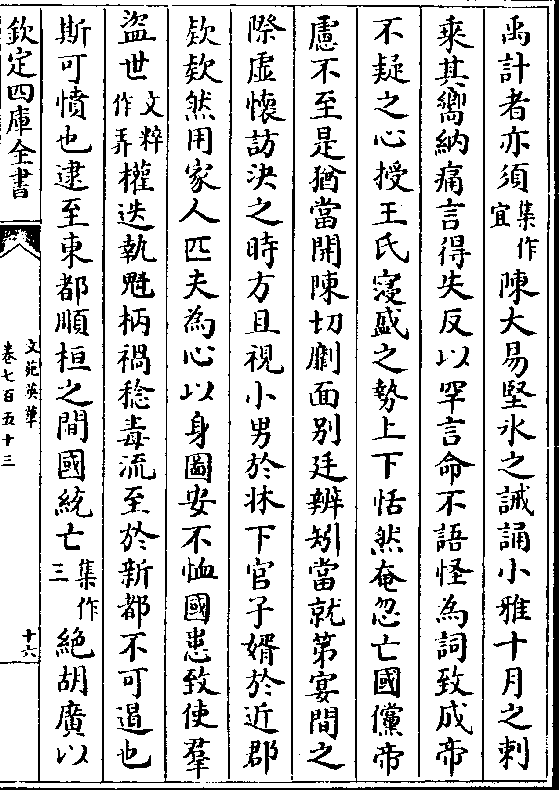 禹計者亦須集作宜陳大易堅氷之誡誦小雅十月之刺
乘其嚮納痛言得失反以罕言命不語怪為詞致成帝
不疑之心授王氏寖盛之勢上下恬然奄忽亡國儻帝
慮不至是猶當開陳切劘面别廷辨矧當就第宴間之
際虛懷訪決之時方且視小男於牀下官子婿於近郡
欵欵然用家人匹夫為心以身圖安不恤國患致使羣
盜世文粹作弄權迭執魁柄禍稔毒流至於新都不可遏也
斯可憤也逮至東都順桓之間國統亡集作三絶胡廣以
欽定四庫全書
文苑英華
卷七百五十三
十六